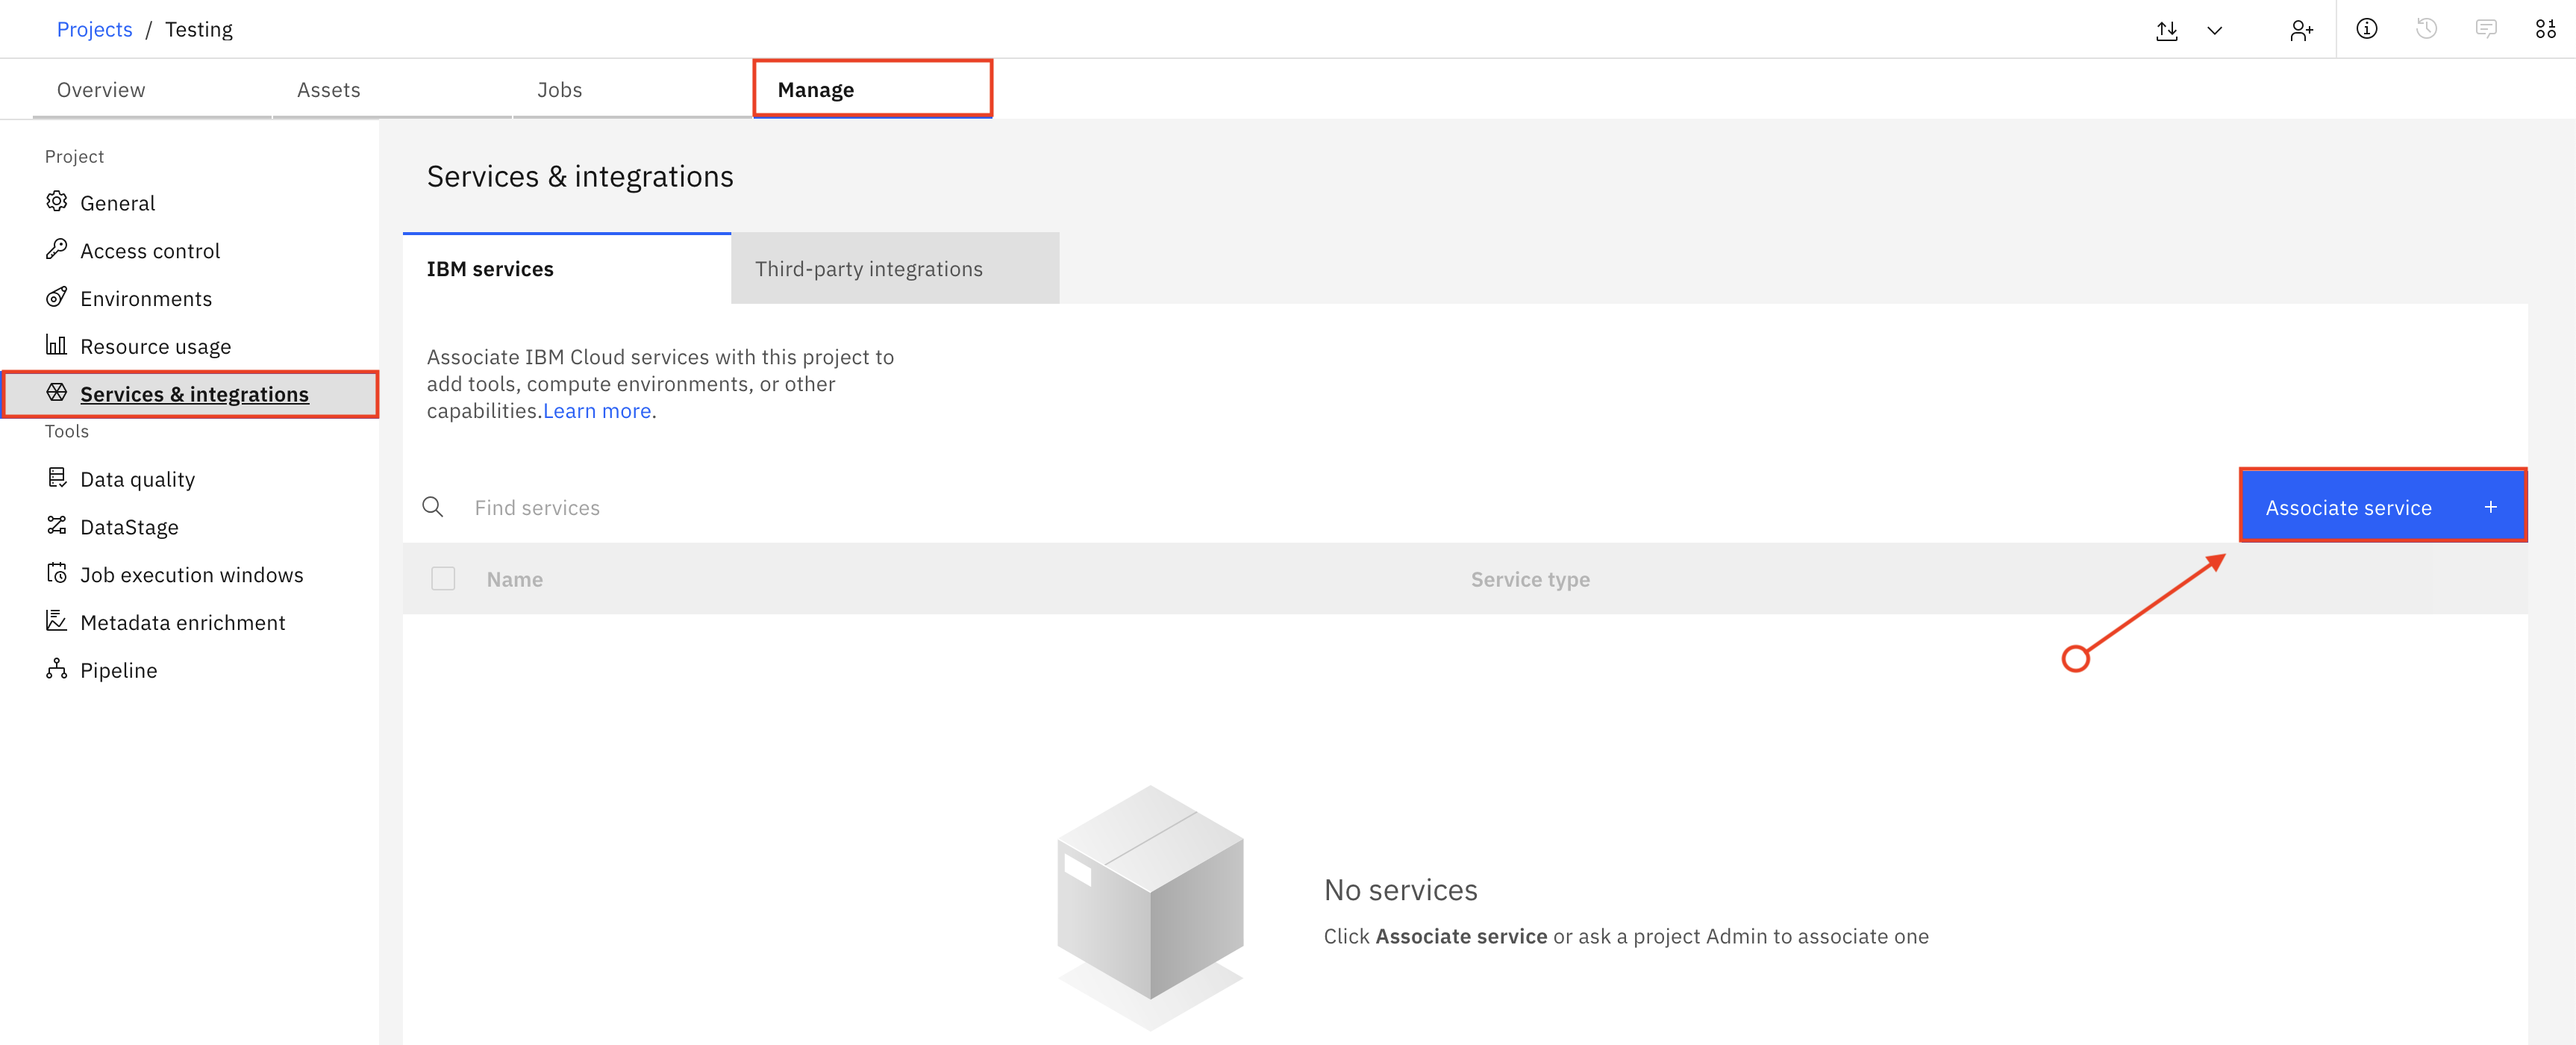 Projects / Testing
Overview
Assets
Jobs
Manage
Project
General
Access control
Environments
Resource usage
Services & integrations
Tools
Data quality
DataStage
Job execution windows
Metadata enrichment
Pipeline
Services & integrations
IBM services
Third-party integrations
Associate IBM Cloud services with this project to
add tools, compute environments, or other
capabilities.Learn more.
Find services
Associate service +
Name
Service type
No services
Click Associate service or ask a project Admin to associate one